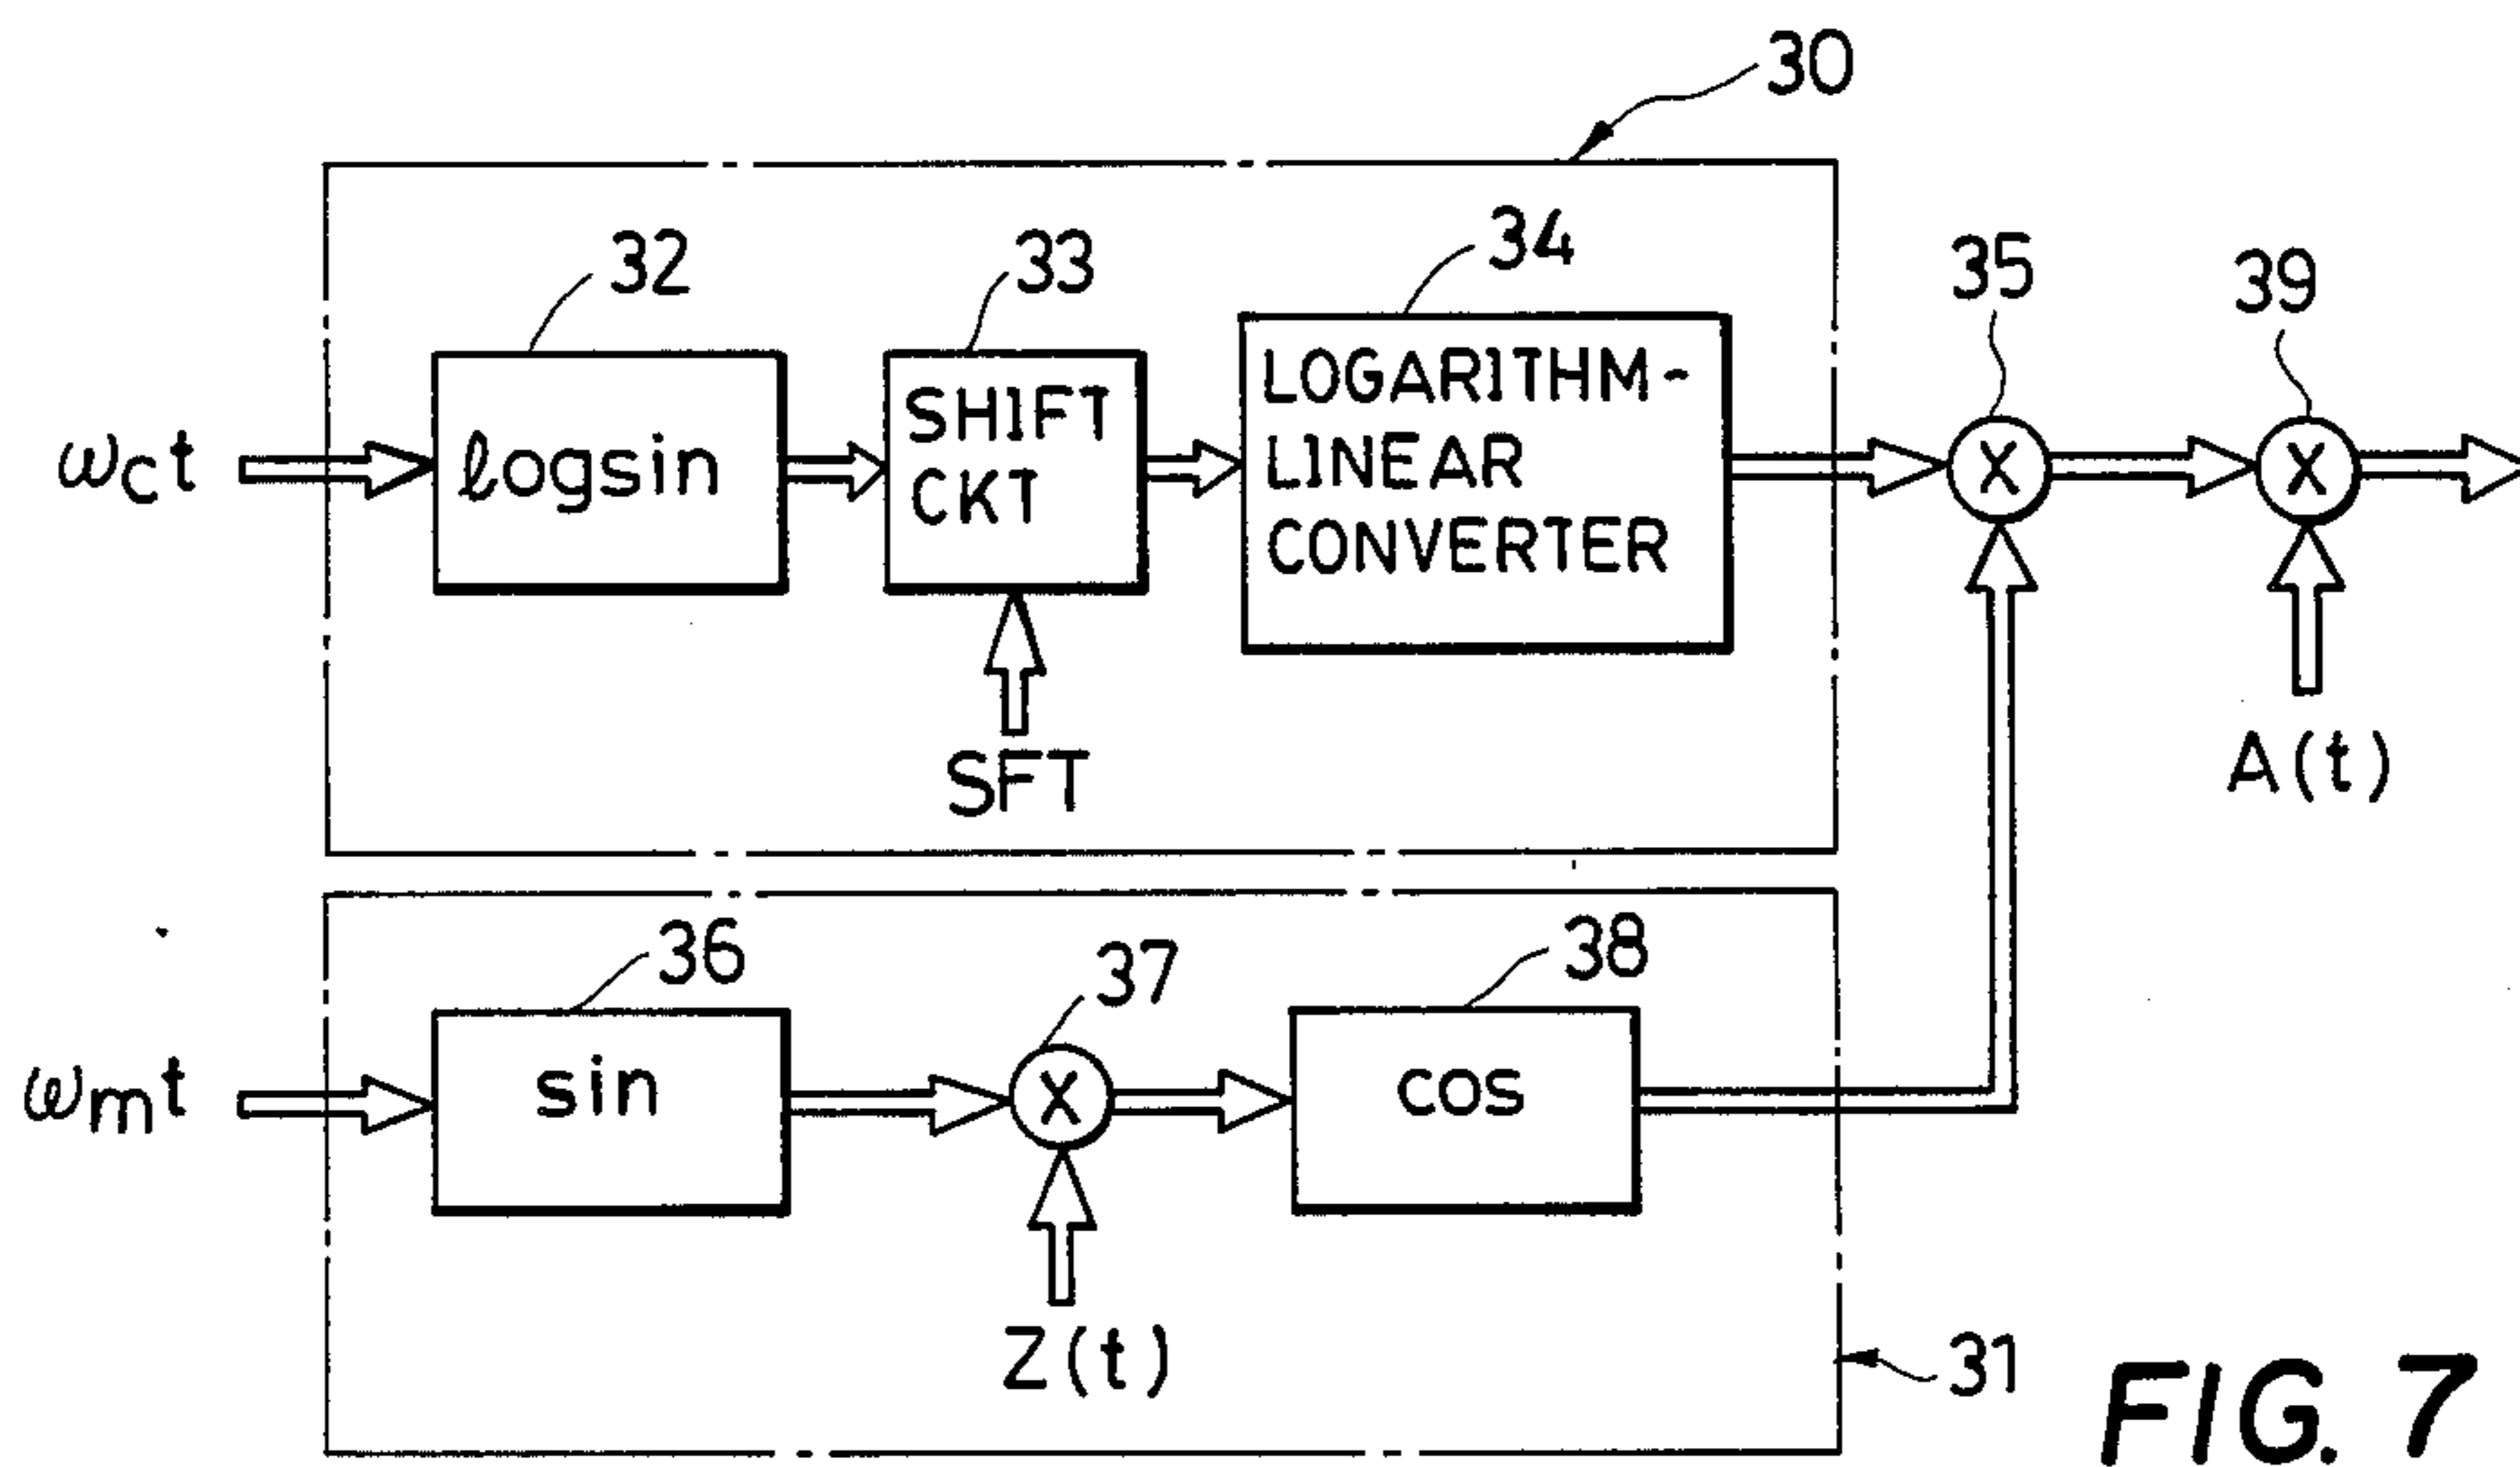 30
32
33
34
35
39
ωct
logsin
SHIFT
CKT
LOGARITHM-
LINEAR
CONVERTER
X
X
SFT
A(t)
36
37
38
ωmt
sin
X
cos
Z(t)
31
FIG. 7